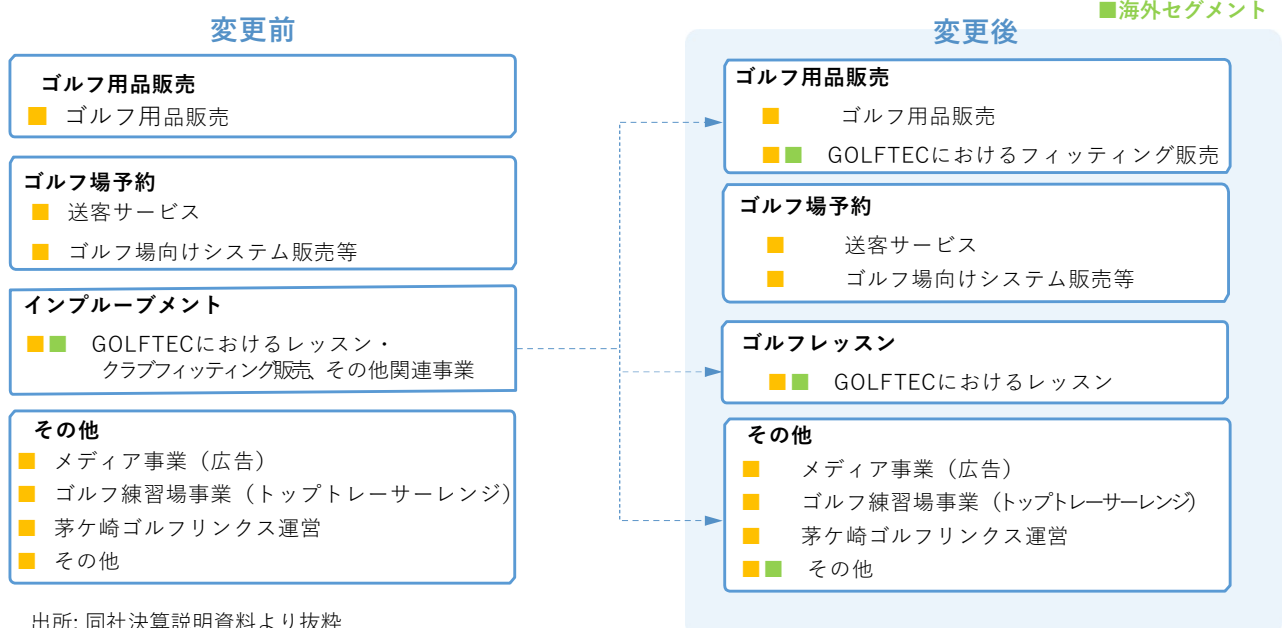 ■海外セグメント
変更前
ゴルフ用品販売
■ ゴルフ用品販売
ゴルフ場予約
■ 送客サービス
■ ゴルフ場向けシステム販売等
インプルーブメント
■■ GOLFTECにおけるレッスン・
クラブフィッティング販売、その他関連事業
その他
■ メディア事業（広告）
■ ゴルフ練習場事業（トップトレーサーレンジ）
■ 茅ケ崎ゴルフリンクス運営
■ その他
変更後
ゴルフ用品販売
■ ゴルフ用品販売
■■ GOLFTECにおけるフィッティング販売
ゴルフ場予約
■ 送客サービス
■ ゴルフ場向けシステム販売等
ゴルフレッスン
■■ GOLFTECにおけるレッスン
その他
■ メディア事業（広告）
■ ゴルフ練習場事業（トップトレーサーレンジ）
■ 茅ケ崎ゴルフリンクス運営
■■ その他
出所: 同社決算説明資料より抜粋